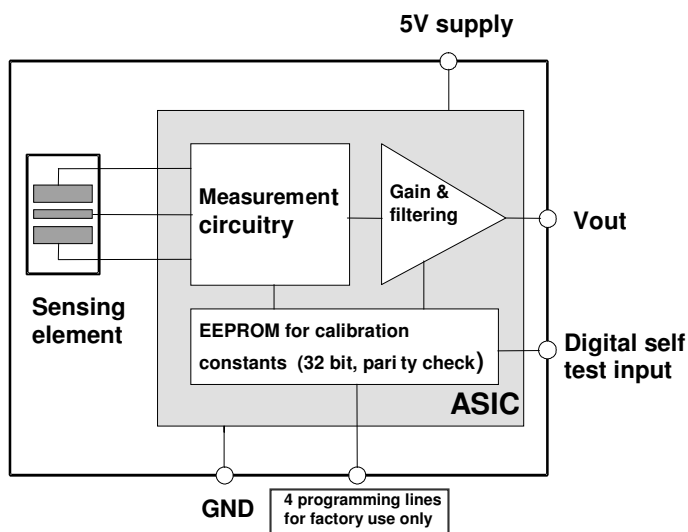 5V supply
Measurement
circuitry
Gain &
filtering
Vout
Sensing
element
EEPROM for calibration
constants (32 bit, pari ty check)
Digital self
test input
ASIC
GND
4 programming lines
for factory use only